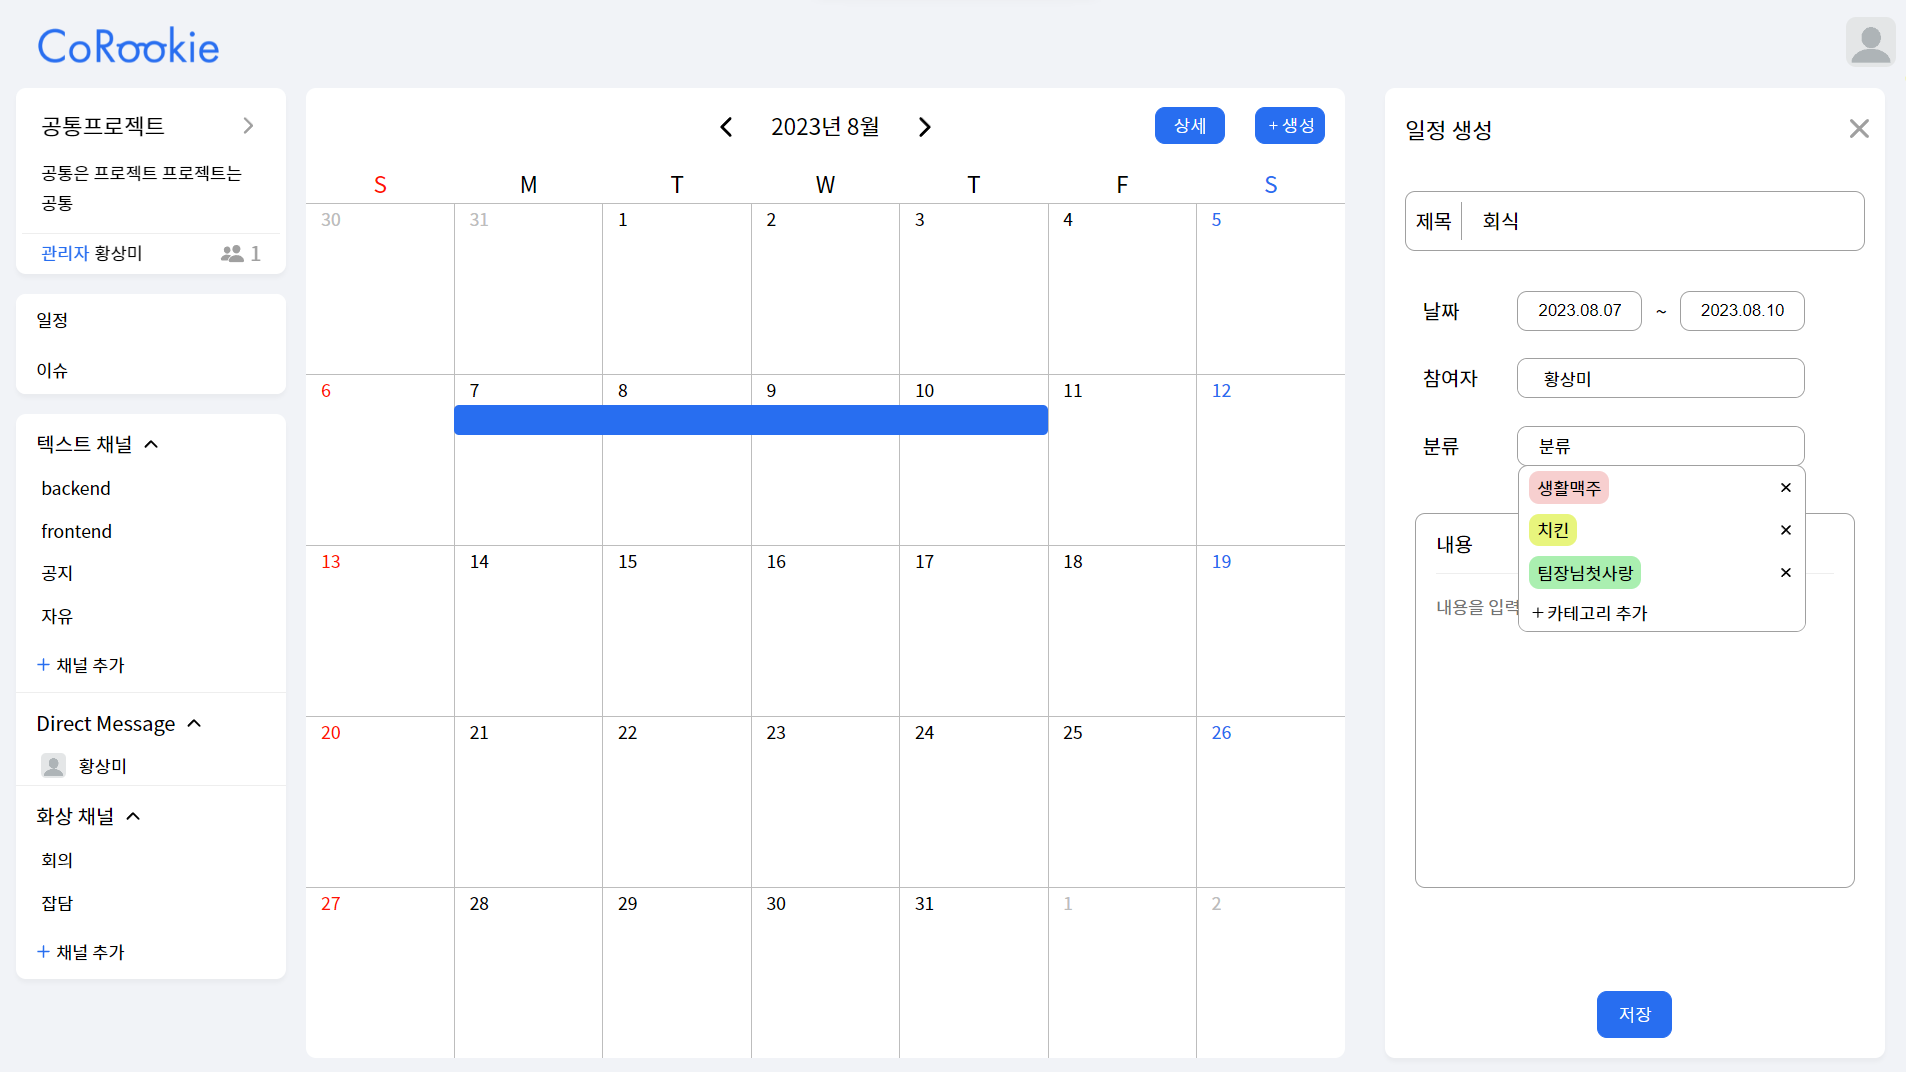 CoRookie
공통프로젝트
공통은 프로젝트 프로젝트는
공통
관리자 황상미 1
일정
이슈
텍스트 채널
backend
frontend
공지
자유
+ 채널 추가
Direct Message
황상미
화상 채널
회의
잡담
+ 채널 추가
2023년 8월
상세
+ 생성
S M T W T F S
30 31 1 2 3 4 5
6 7 8 9 10 11 12
13 14 15 16 17 18 19
20 21 22 23 24 25 26
27 28 29 30 31 1 2
일정 생성
제목 회식
날짜 2023.08.07 ~ 2023.08.10
참여자 황상미
분류 분류
생활맥주
치킨
팀장님첫사랑
+ 카테고리 추가
내용
내용을 입력
저장